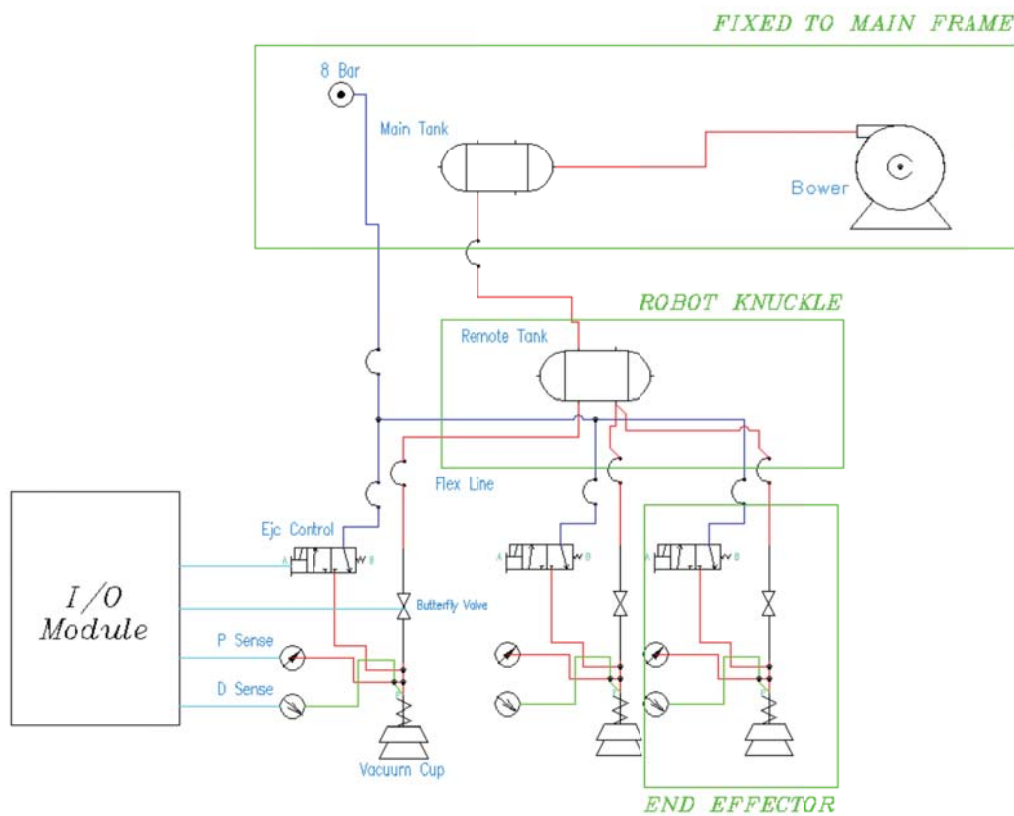 FIXED TO MAIN FRAME
8 Bar
Main Tank
Bower
ROBOT KNUCKLE
Remote Tank
Flex Line
Ejc Control
A
B
A
B
A
B
I/O
Module
Butterfly Valve
P Sense
D Sense
Vacuum Cup
END EFFECTOR